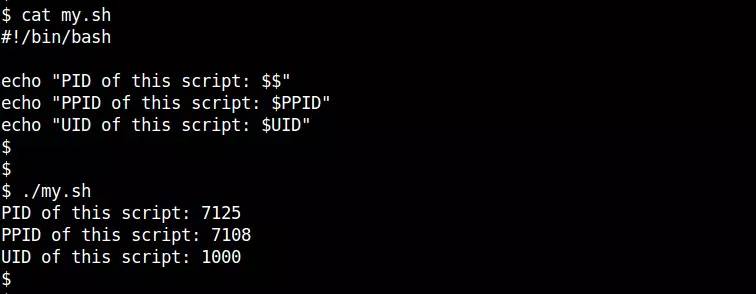 $ cat my.sh
#!/bin/bash
echo "PID of this script: $$"
echo "PPID of this script: $PPID"
echo "UID of this script: $UID"
$
$
$ ./my.sh
PID of this script: 7125
PPID of this script: 7108
UID of this script: 1000
$